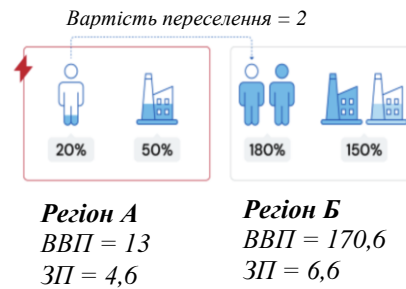 Вартість переселення = 2
20%
50%
180%
150%
Регіон А
ВВП = 13
ЗП = 4,6
Регіон Б
ВВП = 170,6
ЗП = 6,6